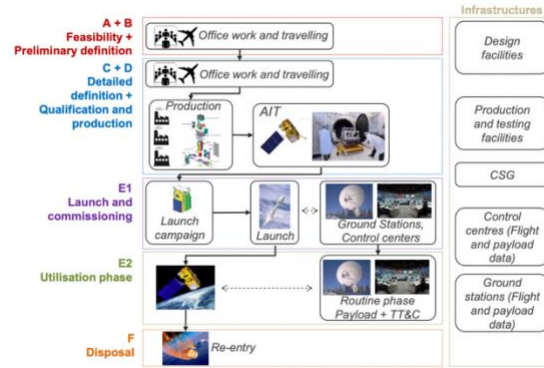 Infrastructures
A + B
Feasibility +
Preliminary definition
Office work and travelling
Design
facilities
C + D
Detailed
definition +
Qualification and
production
Office work and travelling
Production
AIT
Production
and testing
facilities
E1
Launch and
commissioning
Launch
campaign
Launch
Ground Stations,
Control centers
CSG
Control
centres (Flight
and payload
data)
E2
Utilisation phase
Routine phase
Payload + TT&C
Ground
stations (Flight
and payload
data)
F
Disposal
Re-entry